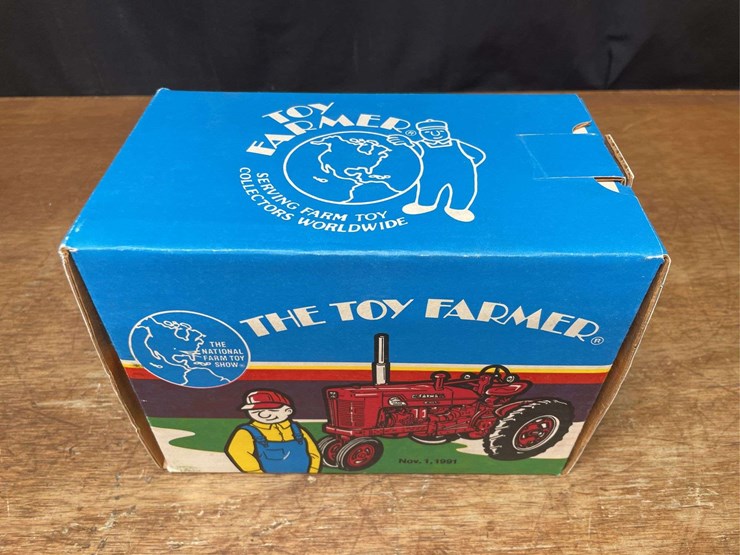 TOY
FARMER®
SERVING FARM TOY
COLLECTORS WORLDWIDE
THE TOY FARMER®
THE
NATIONAL
FARM TOY
SHOW
Nov. 1, 1991